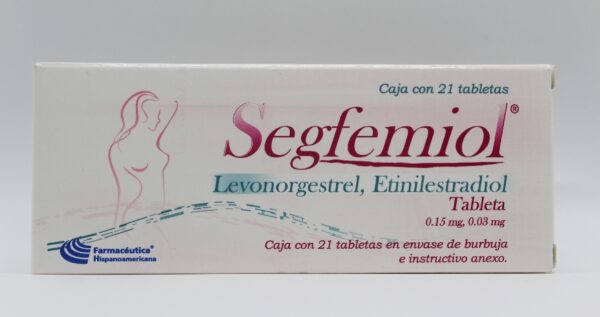 Caja con 21 tabletas
Segfemiol®
Levonorgestrel, Etinilestradiol
Tableta
0.15 mg, 0.03 mg
Caja con 21 tabletas en envase de burbuja
e instructivo anexo.
Farmacéutica®
Hispanoamericana